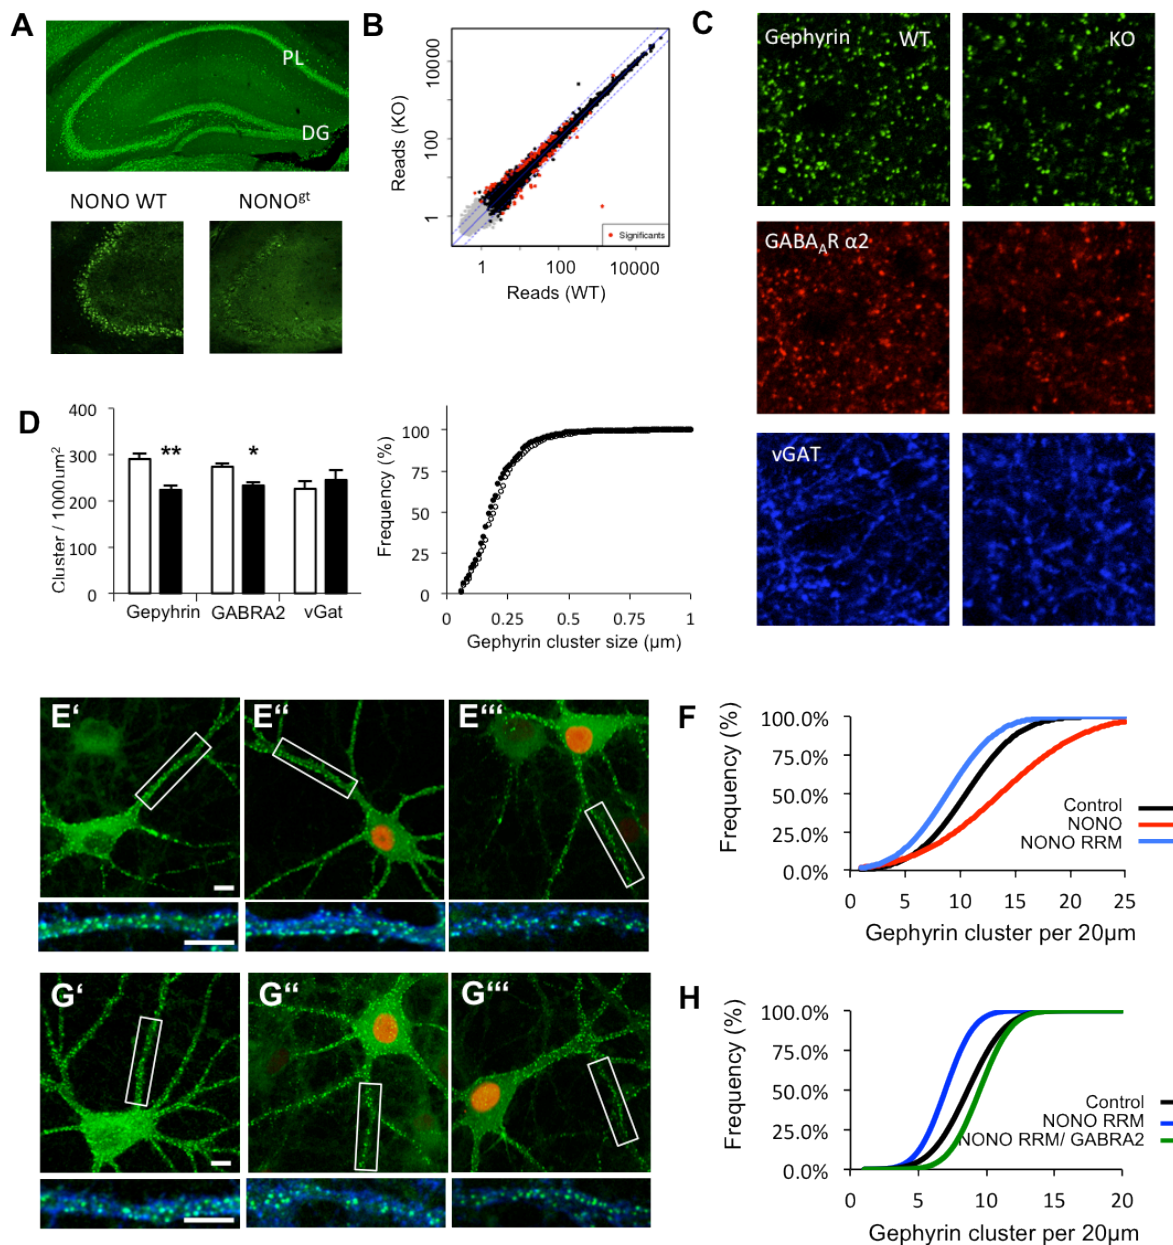 A
PL
DG
NONO WT
NONOgt
B
Reads (KO)
10000
100
1
Significants
1 100 10000
Reads (WT)
C
Gephyrin WT
KO
GABAAR α2
vGAT
D
Cluster / 1000um2
400
300
200
100
0
** *
Gepyhrin GABRA2 vGat
Frequency (%)
100
75
50
25
0
0 0.25 0.5 0.75 1
Gephyrin cluster size (µm)
E‘
E‘‘
E‘‘‘
F
Frequency (%)
100.0%
75.0%
50.0%
25.0%
0.0%
Control
NONO
NONO RRM
0 5 10 15 20 25
Gephyrin cluster per 20µm
G‘
G‘‘
G‘‘‘
H
Frequency (%)
100.0%
75.0%
50.0%
25.0%
0.0%
Control
NONO RRM
NONO RRM/ GABRA2
0 5 10 15 20
Gephyrin cluster per 20µm